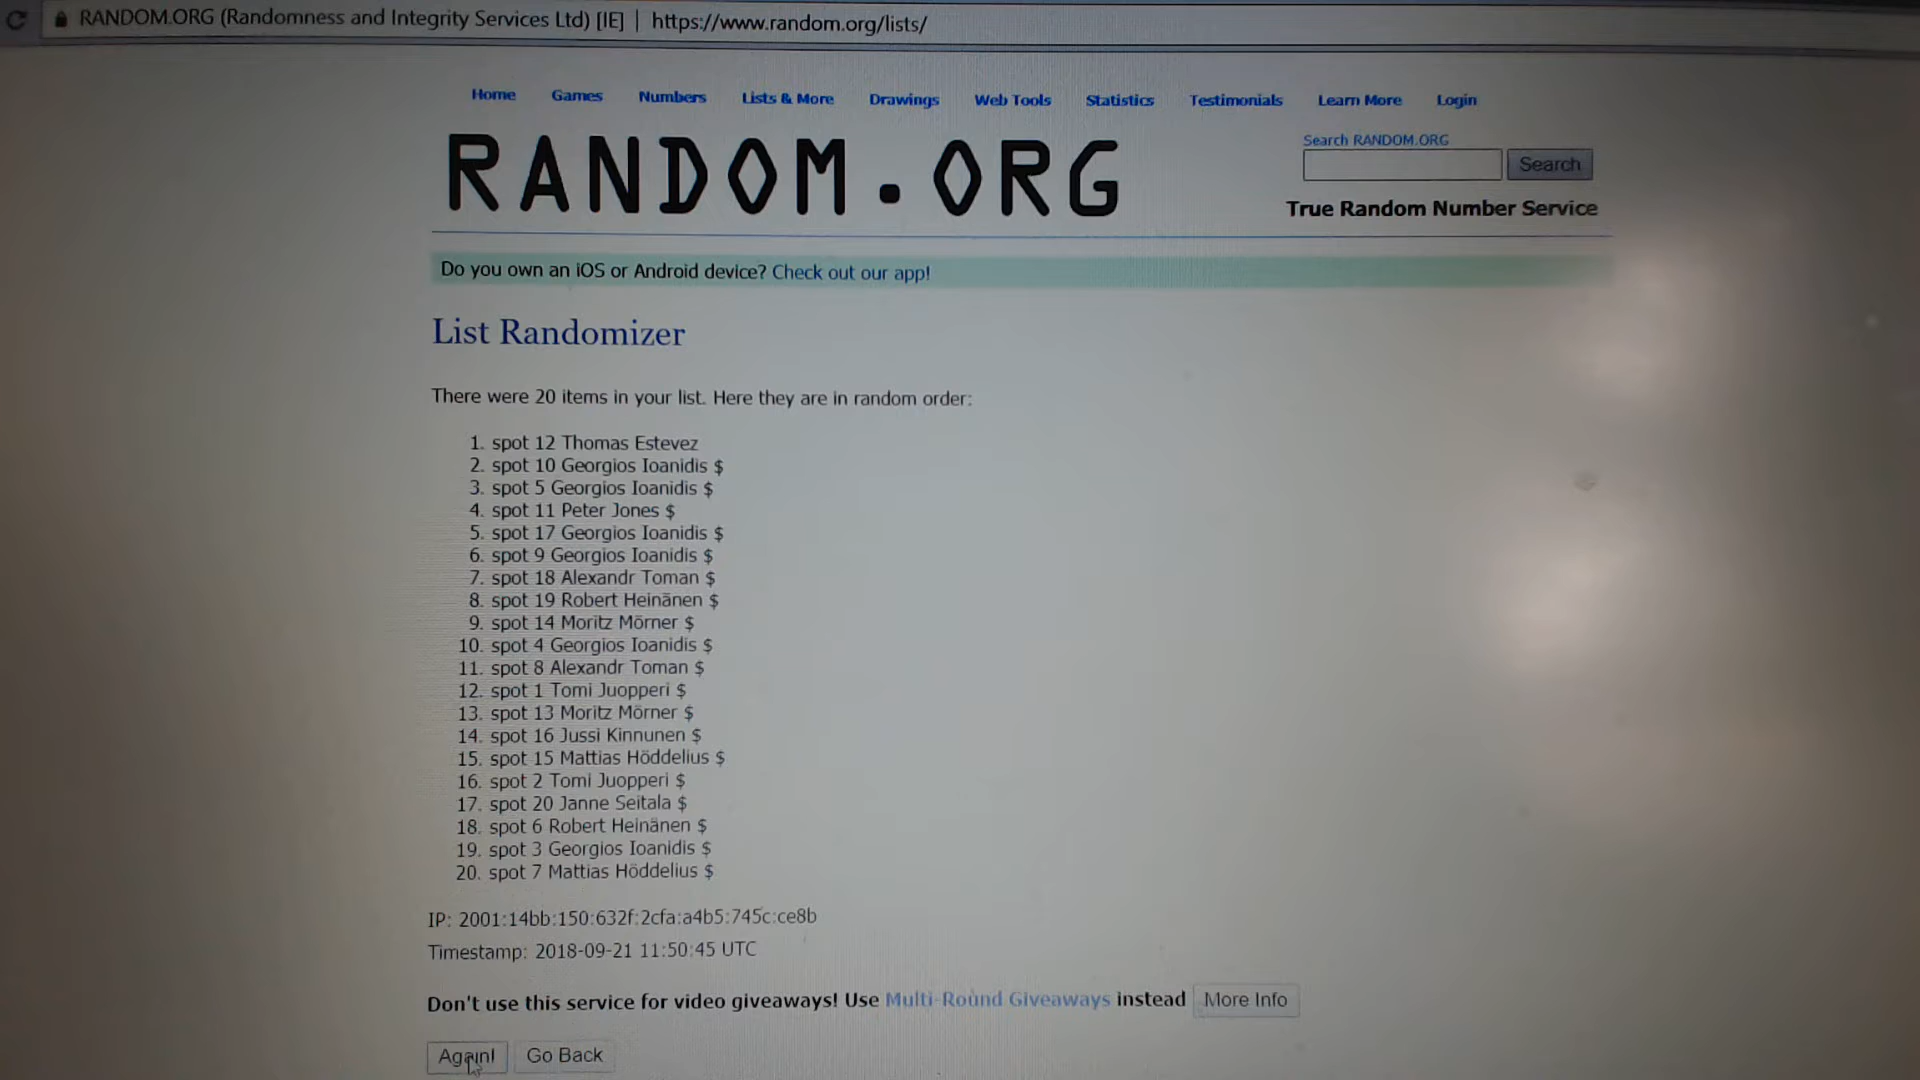 RANDOM.ORG (Randomness and Integrity Services Ltd) [IE] | https://www.random.org/lists/
Home Games Numbers Lists & More Drawings Web Tools Statistics Testimonials Learn More Login
RANDOM.ORG
Search RANDOM.ORG
Search
True Random Number Service
Do you own an iOS or Android device? Check out our app!
List Randomizer
There were 20 items in your list. Here they are in random order:
1. spot 12 Thomas Estevez
2. spot 10 Georgios Ioanidis $
3. spot 5 Georgios Ioanidis $
4. spot 11 Peter Jones $
5. spot 17 Georgios Ioanidis $
6. spot 9 Georgios Ioanidis $
7. spot 18 Alexandr Toman $
8. spot 19 Robert Heinänen $
9. spot 14 Moritz Mörner $
10. spot 4 Georgios Ioanidis $
11. spot 8 Alexandr Toman $
12. spot 1 Tomi Juopperi $
13. spot 13 Moritz Mörner $
14. spot 16 Jussi Kinnunen $
15. spot 15 Mattias Höddelius $
16. spot 2 Tomi Juopperi $
17. spot 20 Janne Seitala $
18. spot 6 Robert Heinänen $
19. spot 3 Georgios Ioanidis $
20. spot 7 Mattias Höddelius $
IP: 2001:14bb:150:632f:2cfa:a4b5:745c:ce8b
Timestamp: 2018-09-21 11:50:45 UTC
Don't use this service for video giveaways! Use Multi-Round Giveaways instead More Info
Again! Go Back